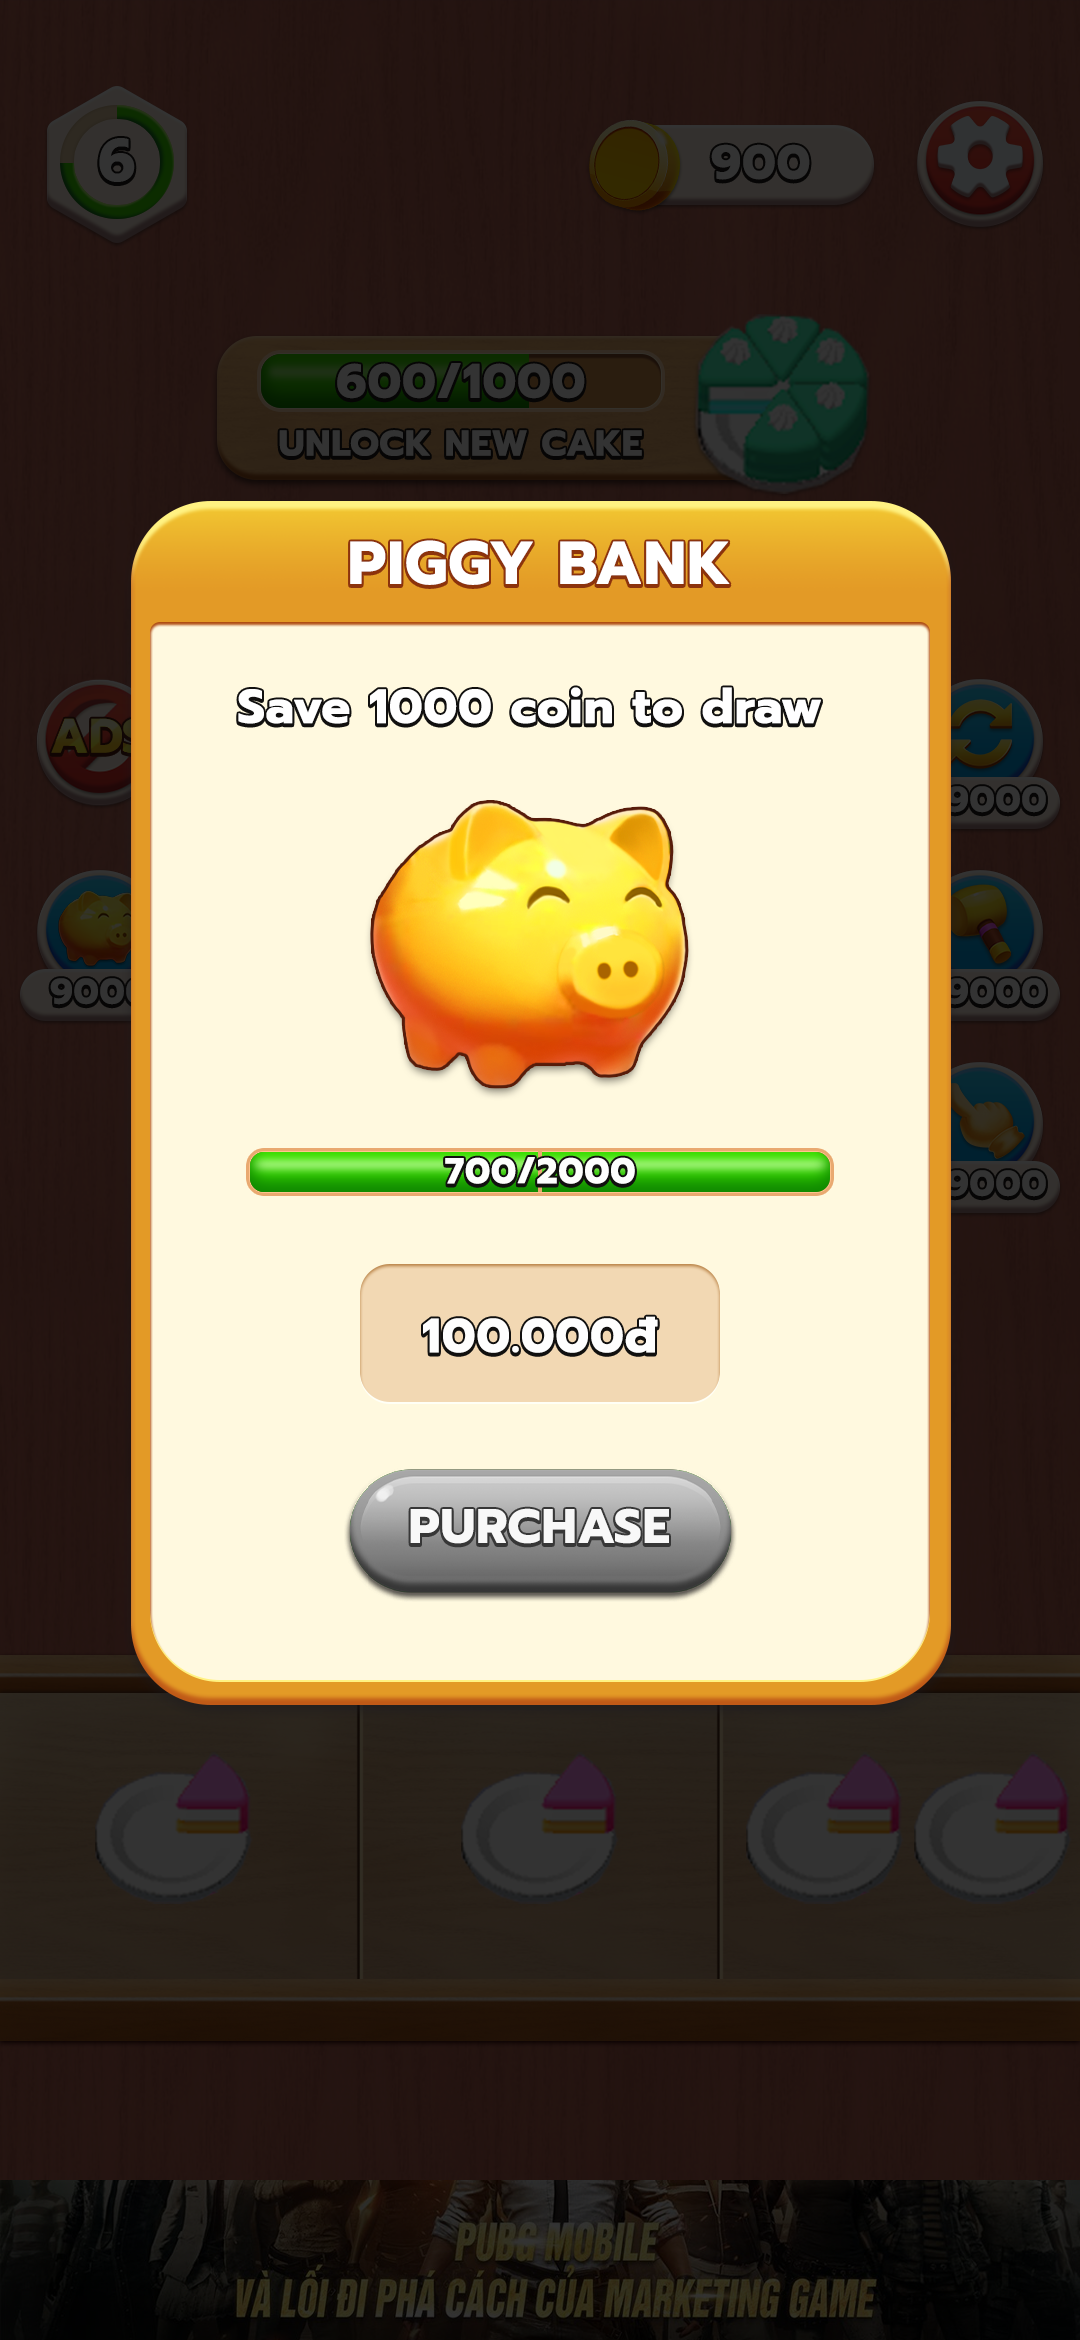 6
900
600/1000
UNLOCK NEW CAKE
PIGGY BANK
Save 1000 coin to draw
ADS
9000
9000
9000
9000
700/2000
100.000đ
PURCHASE
PUBG MOBILE
VÀ LỐI ĐI PHÁ CÁCH CỦA MARKETING GAME